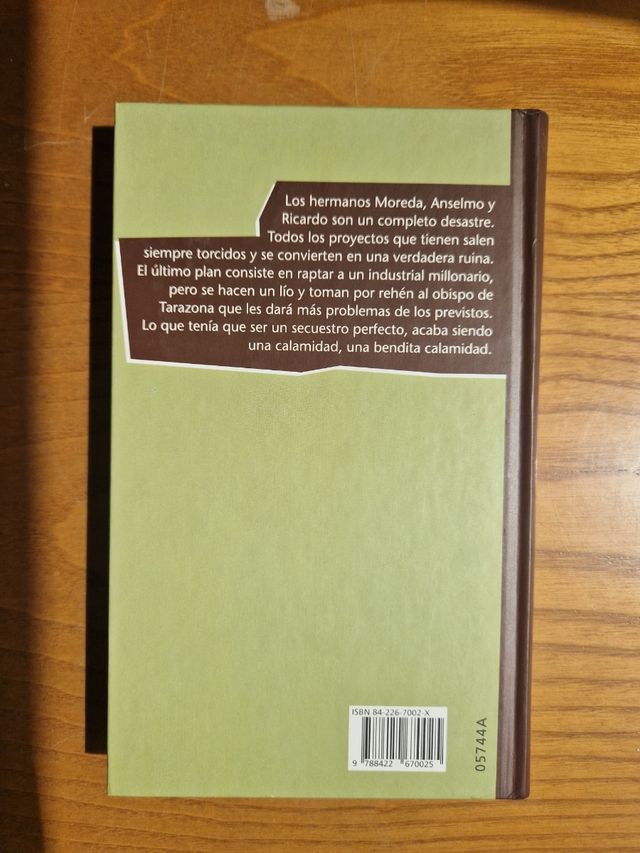 Los hermanos Moreda, Anselmo y
Ricardo son un completo desastre.
Todos los proyectos que tienen salen
siempre torcidos y se convierten en una verdadera ruina.
El último plan consiste en raptar a un industrial millonario,
pero se hacen un lío y toman por rehén al obispo de
Tarazona que les dará más problemas de los previstos.
Lo que tenía que ser un secuestro perfecto, acaba siendo
una calamidad, una bendita calamidad.
ISBN 84-226-7002-X
9 788422 670025
05744A